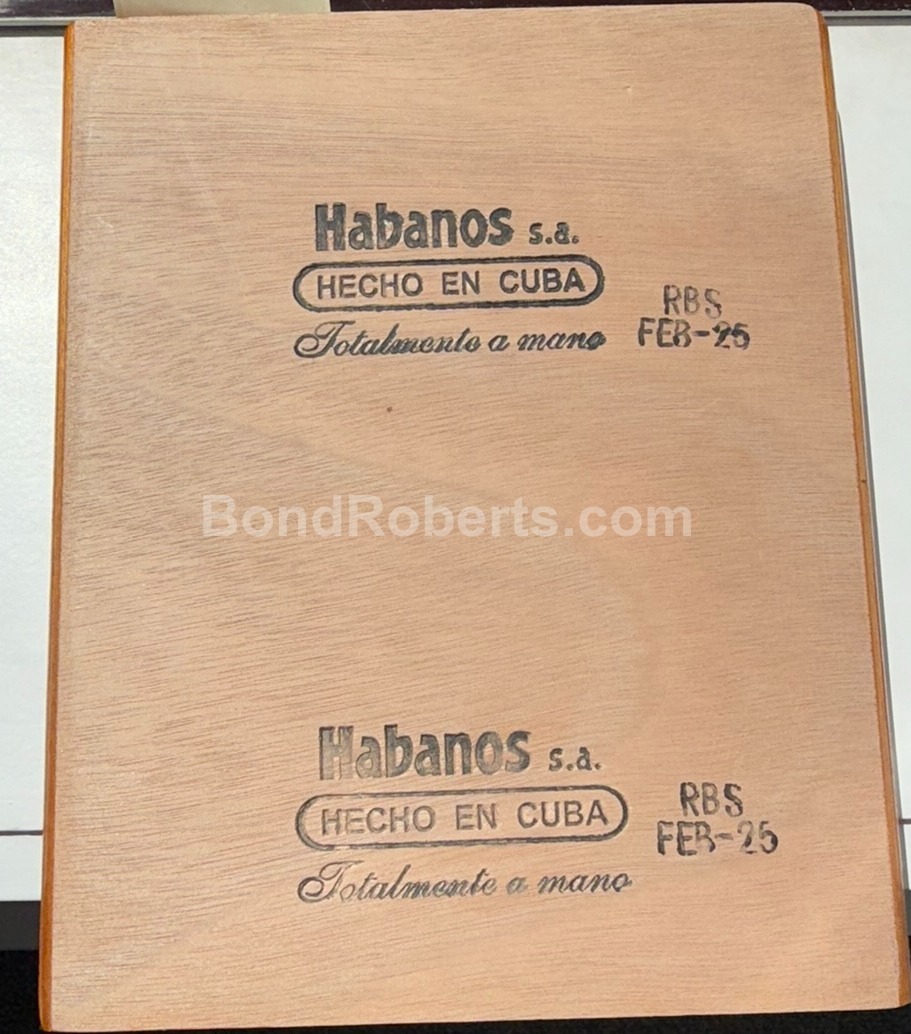 Habanos s.a.
HECHO EN CUBA
Totalmente a mano
RBS
FEB-25
BondRoberts.com
Habanos s.a.
HECHO EN CUBA
Totalmente a mano
RBS
FEB-25